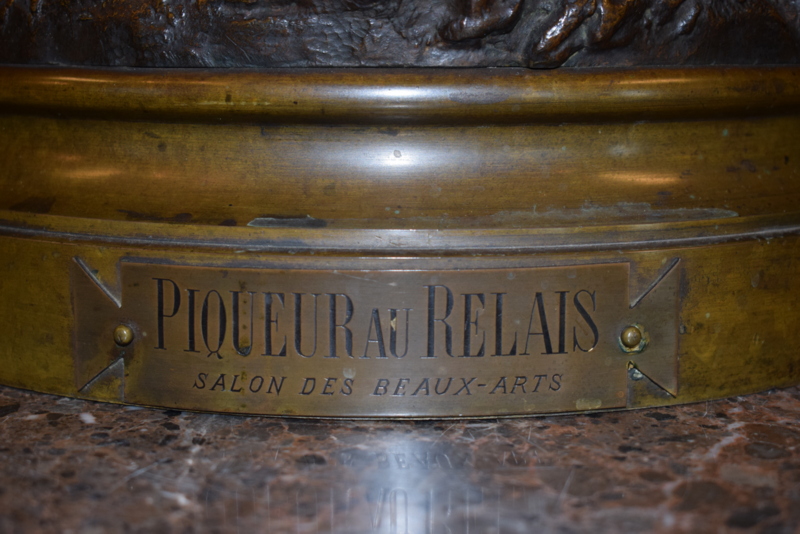 PIQUEUR AU RELAIS
SALON DES BEAUX-ARTS